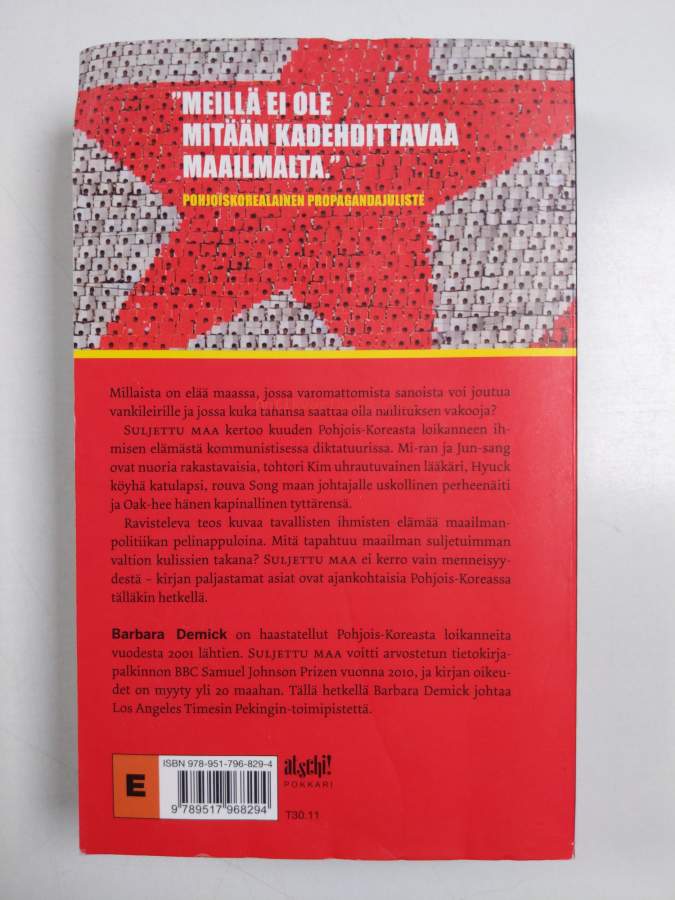 "MEILLÄ EI OLE
MITÄÄN KADEHDITTAVAA
MAAILMALTA."
POHJOISKOREALAINEN PROPAGANDAJULISTE
Millaista on elää maassa, jossa varomattomista sanoista voi joutua
vankileirille ja jossa kuka tahansa saattaa olla hallituksen vakooja?
SULJETTU MAA kertoo kuuden Pohjois-Koreasta loikanneen ih-
misen elämästä kommunistisessa diktatuurissa. Mi-ran ja Jun-sang
ovat nuoria rakastavaisia, tohtori Kim uhrautuvainen lääkäri, Hyuck
köyhä katulapsi, rouva Song maan johtajalle uskollinen perheenäiti
ja Oak-hee hänen kapinallinen tyttärensä.
Ravisteleva teos kuvaa tavallisten ihmisten elämää maailman-
politiikan pelinappuloina. Mitä tapahtuu maailman suljetuimman
valtion kulissien takana? SULJETTU MAA ei kerro vain menneisyy-
destä – kirjan paljastamat asiat ovat ajankohtaisia Pohjois-Koreassa
tälläkin hetkellä.
Barbara Demick on haastatellut Pohjois-Koreasta loikanneita
vuodesta 2001 lähtien. SULJETTU MAA voitti arvostetun tietokirja-
palkinnon BBC Samuel Johnson Prizen vuonna 2010, ja kirjan oikeu-
det on myyty yli 20 maahan. Tällä hetkellä Barbara Demick johtaa
Los Angeles Timesin Pekingin-toimipistettä.
E
ISBN 978-951-796-829-4
9 789517 968294
atschi!
POKKARI
T30.11